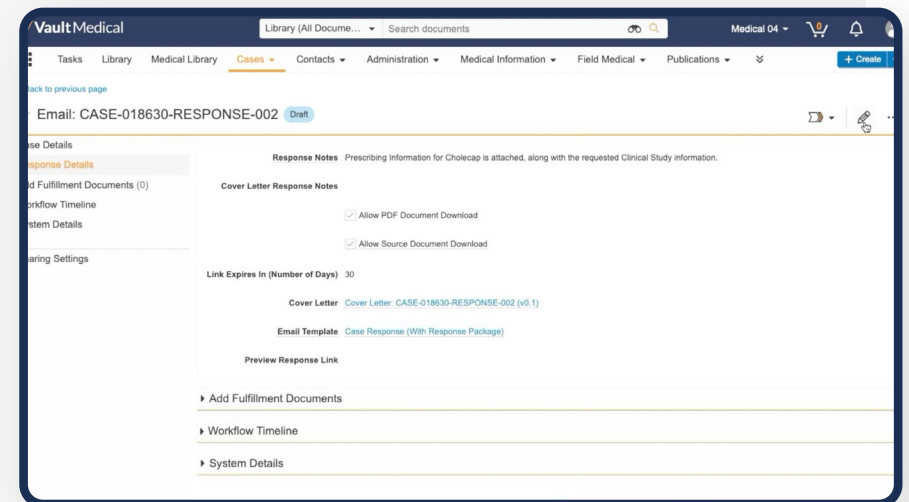 Vault Medical
Library (All Docume... Search documents Medical 04
Tasks Library Medical Library Cases Contacts Administration Medical Information Field Medical Publications + Create
Back to previous page
Email: CASE-018630-RESPONSE-002 Draft
se Details
sponse Details
d Fulfillment Documents (0)
orkflow Timeline
stem Details
aring Settings
Response Notes Prescribing Information for Cholecap is attached, along with the requested Clinical Study information.
Cover Letter Response Notes
Allow PDF Document Download
Allow Source Document Download
Link Expires In (Number of Days) 30
Cover Letter Cover Letter: CASE-018630-RESPONSE-002 (v0.1)
Email Template Case Response (With Response Package)
Preview Response Link
Add Fulfillment Documents
Workflow Timeline
System Details